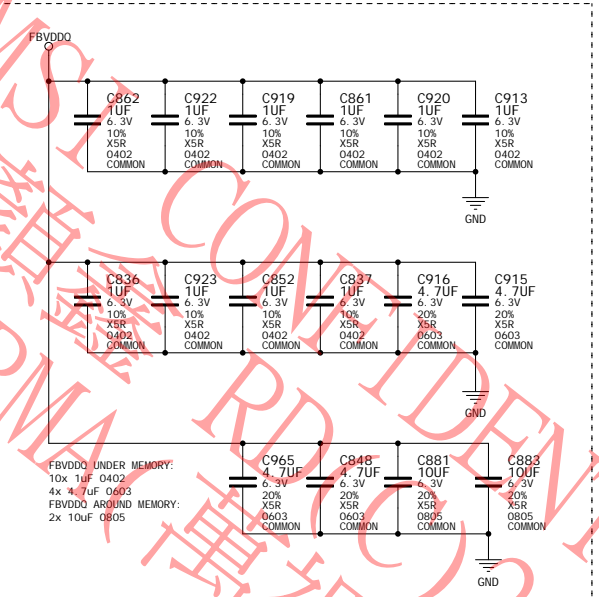 FBVDDQ
C862
1UF
6.3V
10%
X5R
0402
COMMON
C922
1UF
6.3V
10%
X5R
0402
COMMON
C919
1UF
6.3V
10%
X5R
0402
COMMON
C861
1UF
6.3V
10%
X5R
0402
COMMON
C920
1UF
6.3V
10%
X5R
0402
COMMON
C913
1UF
6.3V
10%
X5R
0402
COMMON
GND
C836
1UF
6.3V
10%
X5R
0402
COMMON
C923
1UF
6.3V
10%
X5R
0402
COMMON
C852
1UF
6.3V
10%
X5R
0402
COMMON
C837
1UF
6.3V
10%
X5R
0402
COMMON
C916
4.7UF
6.3V
20%
X5R
0603
COMMON
C915
4.7UF
6.3V
20%
X5R
0603
COMMON
GND
C965
4.7UF
6.3V
20%
X5R
0603
COMMON
C848
4.7UF
6.3V
20%
X5R
0603
COMMON
C881
10UF
6.3V
20%
X5R
0805
COMMON
C883
10UF
6.3V
20%
X5R
0805
COMMON
GND
FBVDDQ UNDER MEMORY:
10x 1uF 0402
4x 4.7uF 0603
FBVDDQ AROUND MEMORY:
2x 10uF 0805
MSI CONFIDENT
顏鑫 RD(C)
PMA(萬